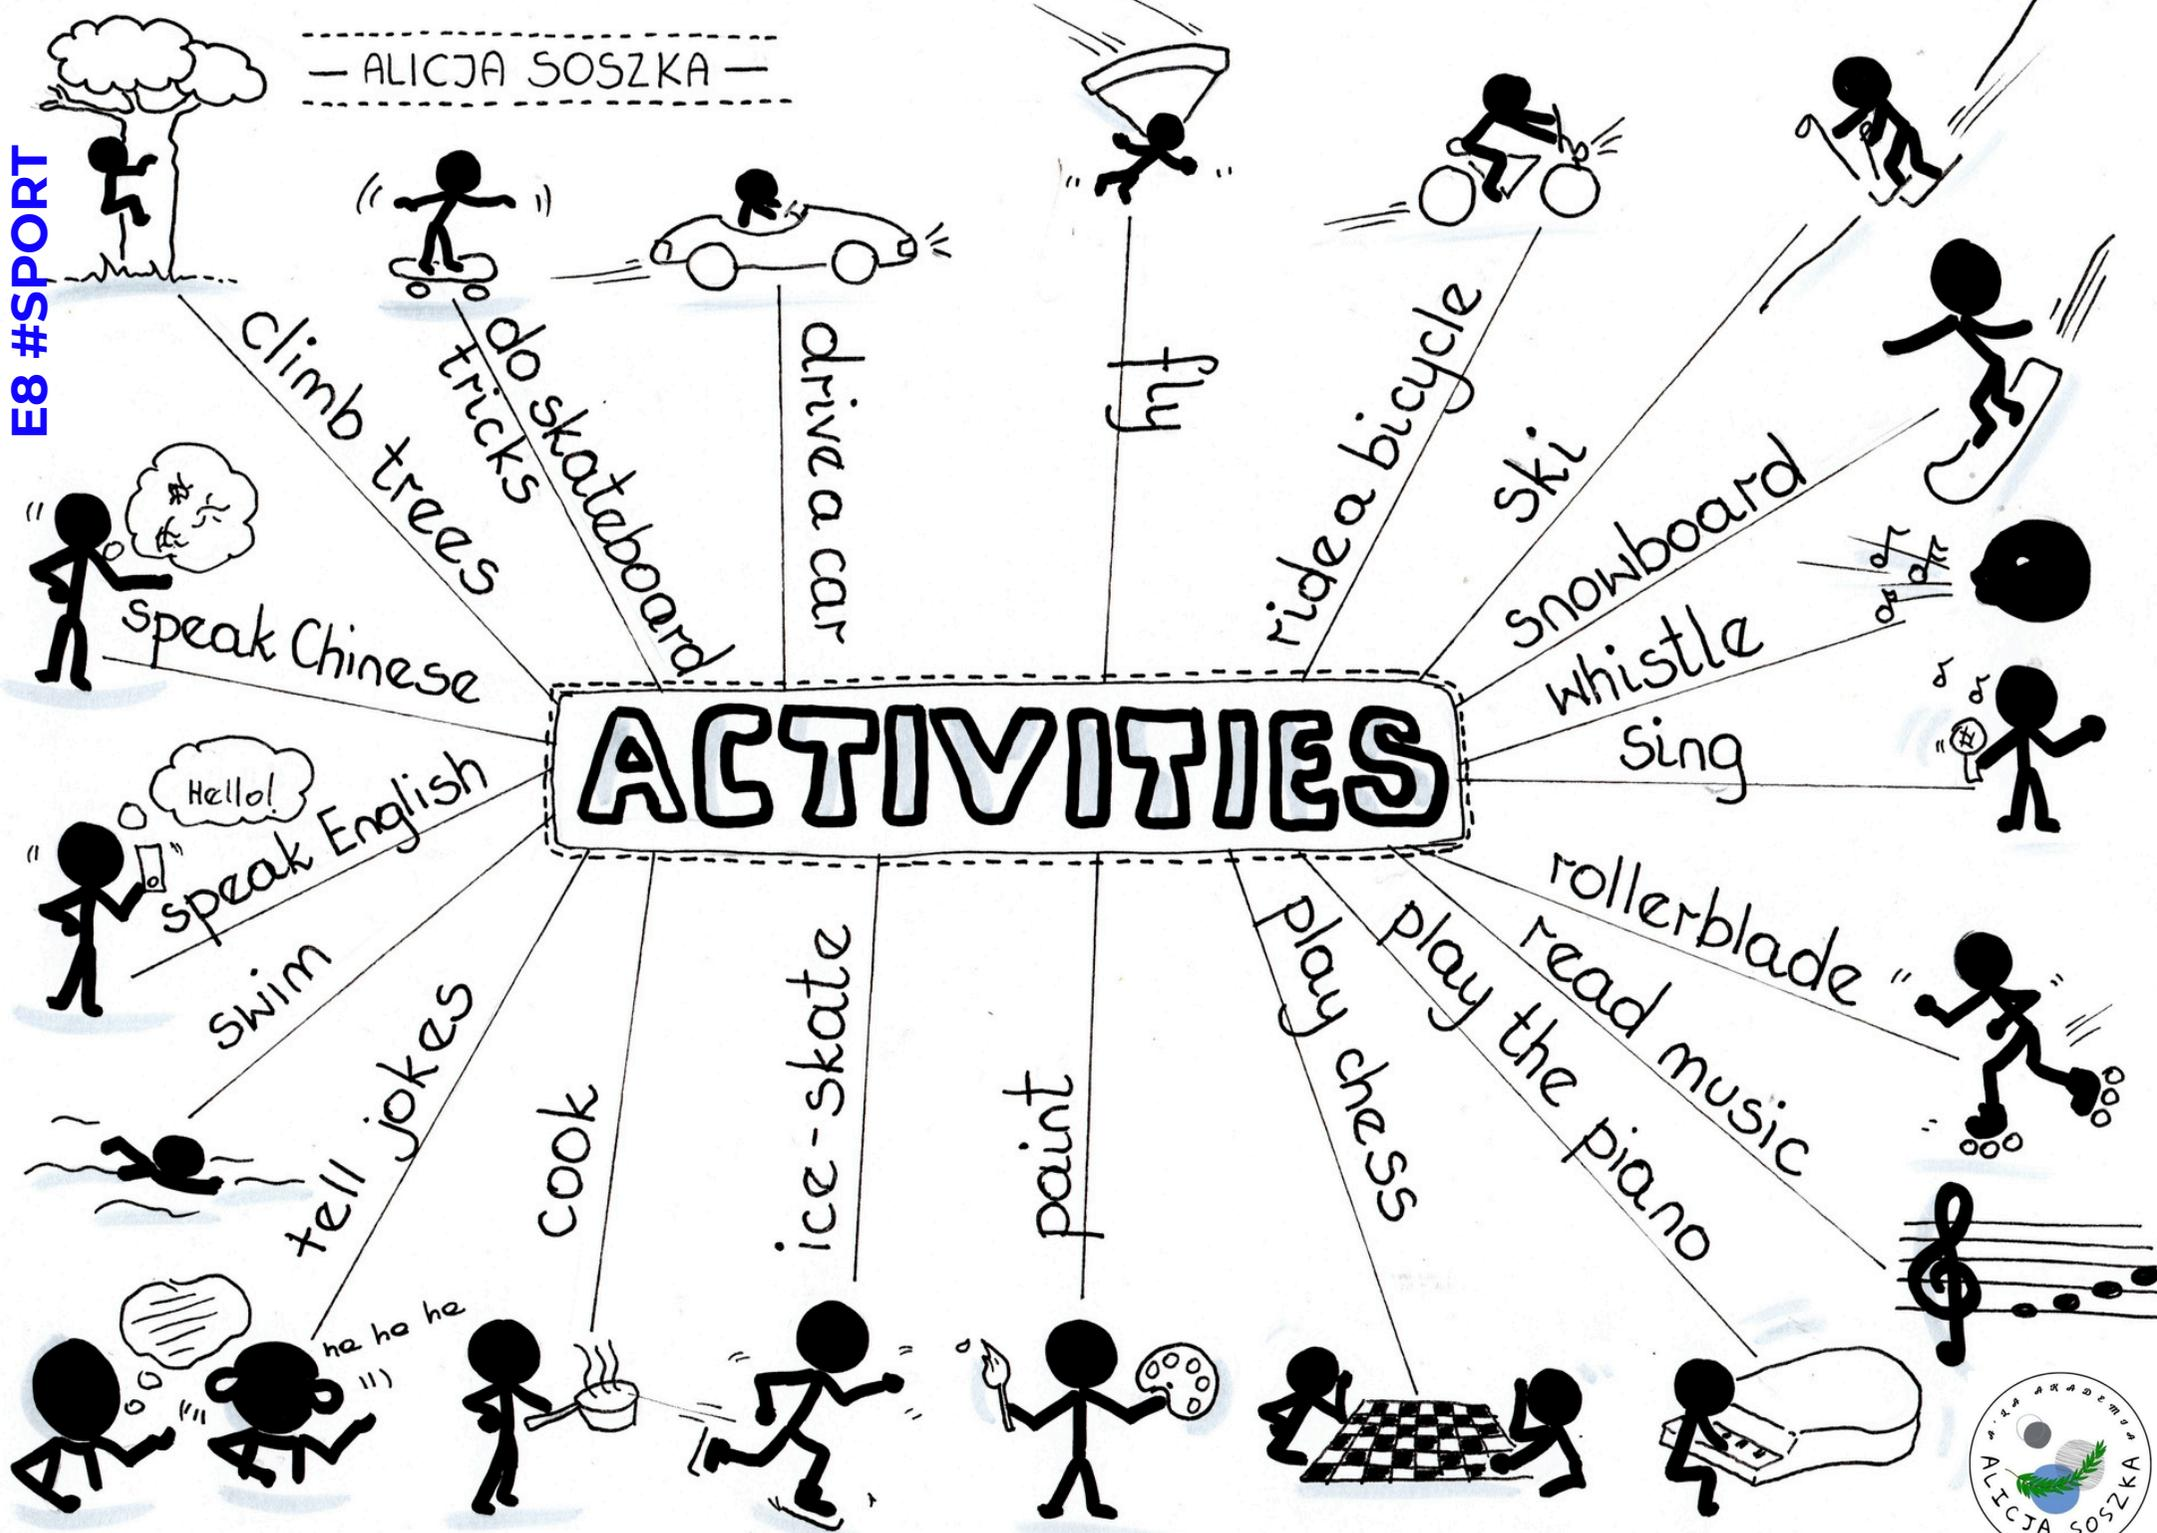 ALICJA SOSZKA
E8 #SPORT
climb trees
do skateboard
tricks
drive a car
fly
ride a bicycle
ski
snowboard
whistle
sing
speak Chinese
speak English
Hello!
swim
tell jokes
he he he
cook
ice-skate
paint
play chess
play the piano
read music
rollerblade
ACTIVITIES
A'LA AKADEMIA
ALICJA SOSZKA